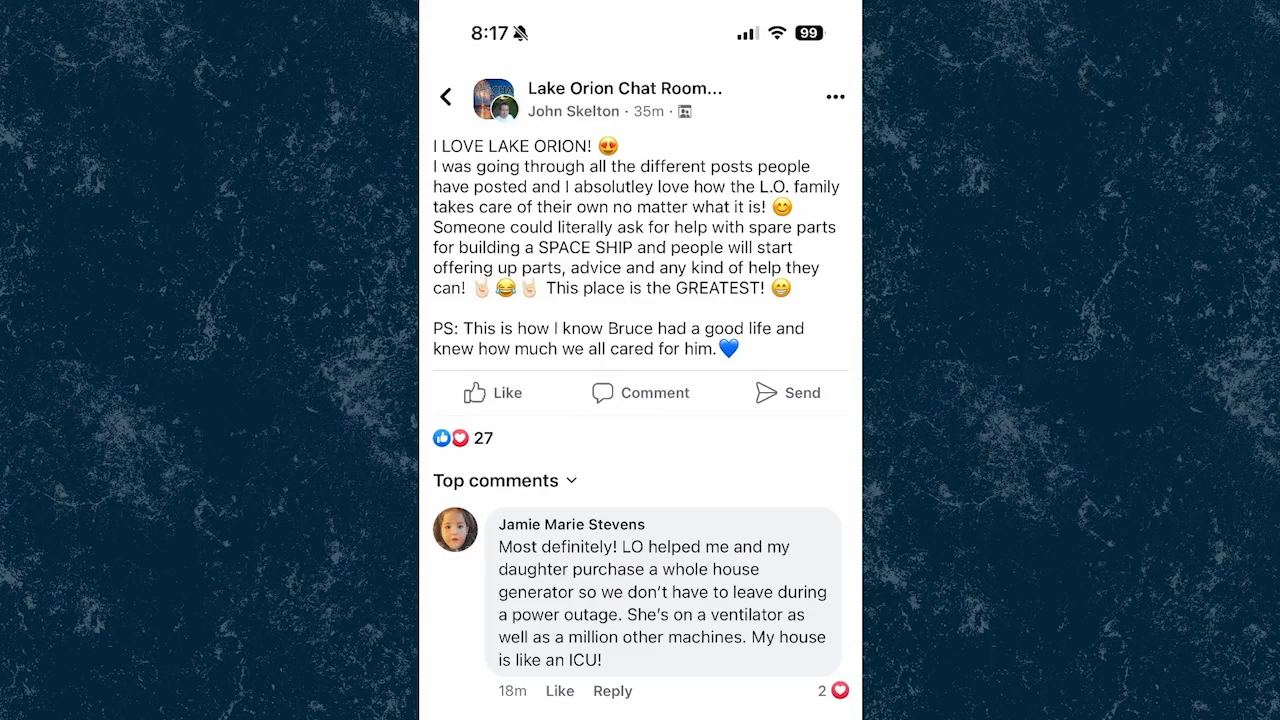 8:17
99
Lake Orion Chat Room...
John Skelton · 35m ·
I LOVE LAKE ORION! 😍
I was going through all the different posts people
have posted and I absolutley love how the L.O. family
takes care of their own no matter what it is! 😊
Someone could literally ask for help with spare parts
for building a SPACE SHIP and people will start
offering up parts, advice and any kind of help they
can! 🤘🏻😂🤘🏻 This place is the GREATEST! 😁
PS: This is how I know Bruce had a good life and
knew how much we all cared for him.💙
Like Comment Send
27
Top comments
Jamie Marie Stevens
Most definitely! LO helped me and my
daughter purchase a whole house
generator so we don’t have to leave during
a power outage. She’s on a ventilator as
well as a million other machines. My house
is like an ICU!
18m Like Reply 2